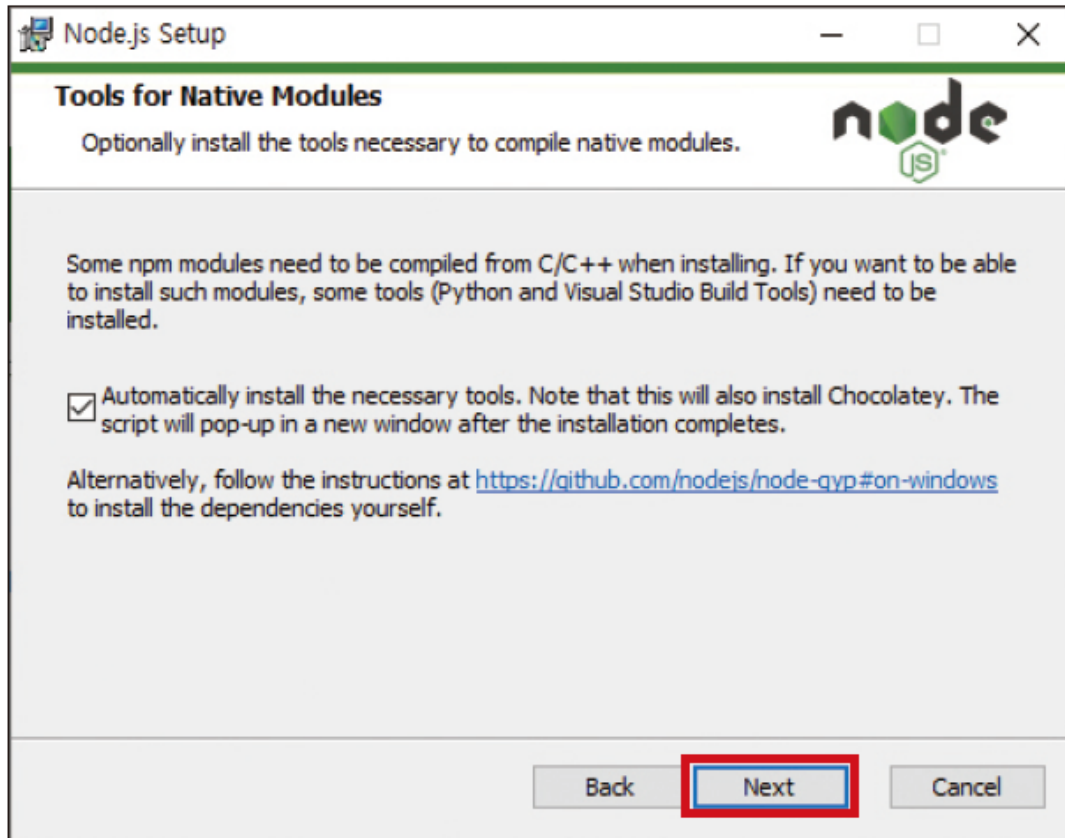 Node.js Setup
Tools for Native Modules
Optionally install the tools necessary to compile native modules.
node
JS
Some npm modules need to be compiled from C/C++ when installing. If you want to be able
to install such modules, some tools (Python and Visual Studio Build Tools) need to be
installed.
Automatically install the necessary tools. Note that this will also install Chocolatey. The
script will pop-up in a new window after the installation completes.
Alternatively, follow the instructions at https://github.com/nodejs/node-gyp#on-windows
to install the dependencies yourself.
Back
Next
Cancel